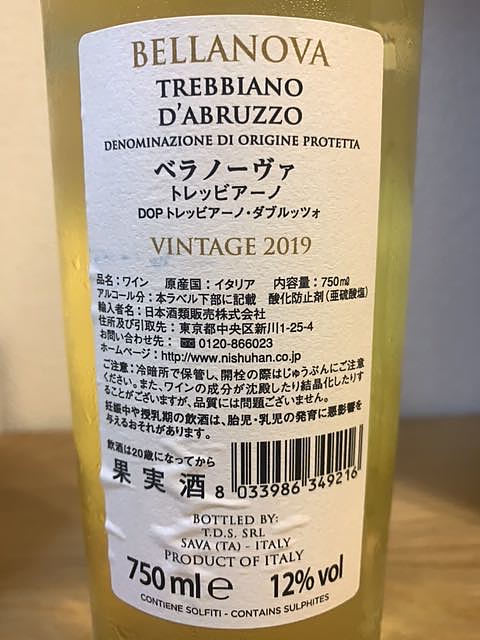 BELLANOVA
TREBBIANO
D'ABRUZZO
DENOMINAZIONE DI ORIGINE PROTETTA
ベラノーヴァ
トレッビアーノ
DOPトレッビアーノ・ダブルッツォ
VINTAGE 2019
品名:ワイン 原産国:イタリア 内容量:750㎖
アルコール分:本ラベル下部に記載 酸化防止剤(亜硫酸塩)
輸入者名:日本酒類販売株式会社
住所及び引取先:東京都中央区新川1-25-4
お問い合わせ先:0120-866023
ホームページ:http://www.nishuhan.co.jp
ご注意:冷暗所で保管し、開栓の際はじゅうぶんにご注意
ください。また、ワインの成分が沈殿したり結晶化したりす
ることがございますが、品質には問題ございません。
妊娠中や授乳期の飲酒は、胎児・乳児の発育に悪影響を
与えるおそれがあります。
飲酒は20歳になってから
果実酒
8 033986 349216
BOTTLED BY:
T.D.S. SRL
SAVA (TA) - ITALY
PRODUCT OF ITALY
750 ml e 12% vol
CONTIENE SOLFITI - CONTAINS SULPHITES